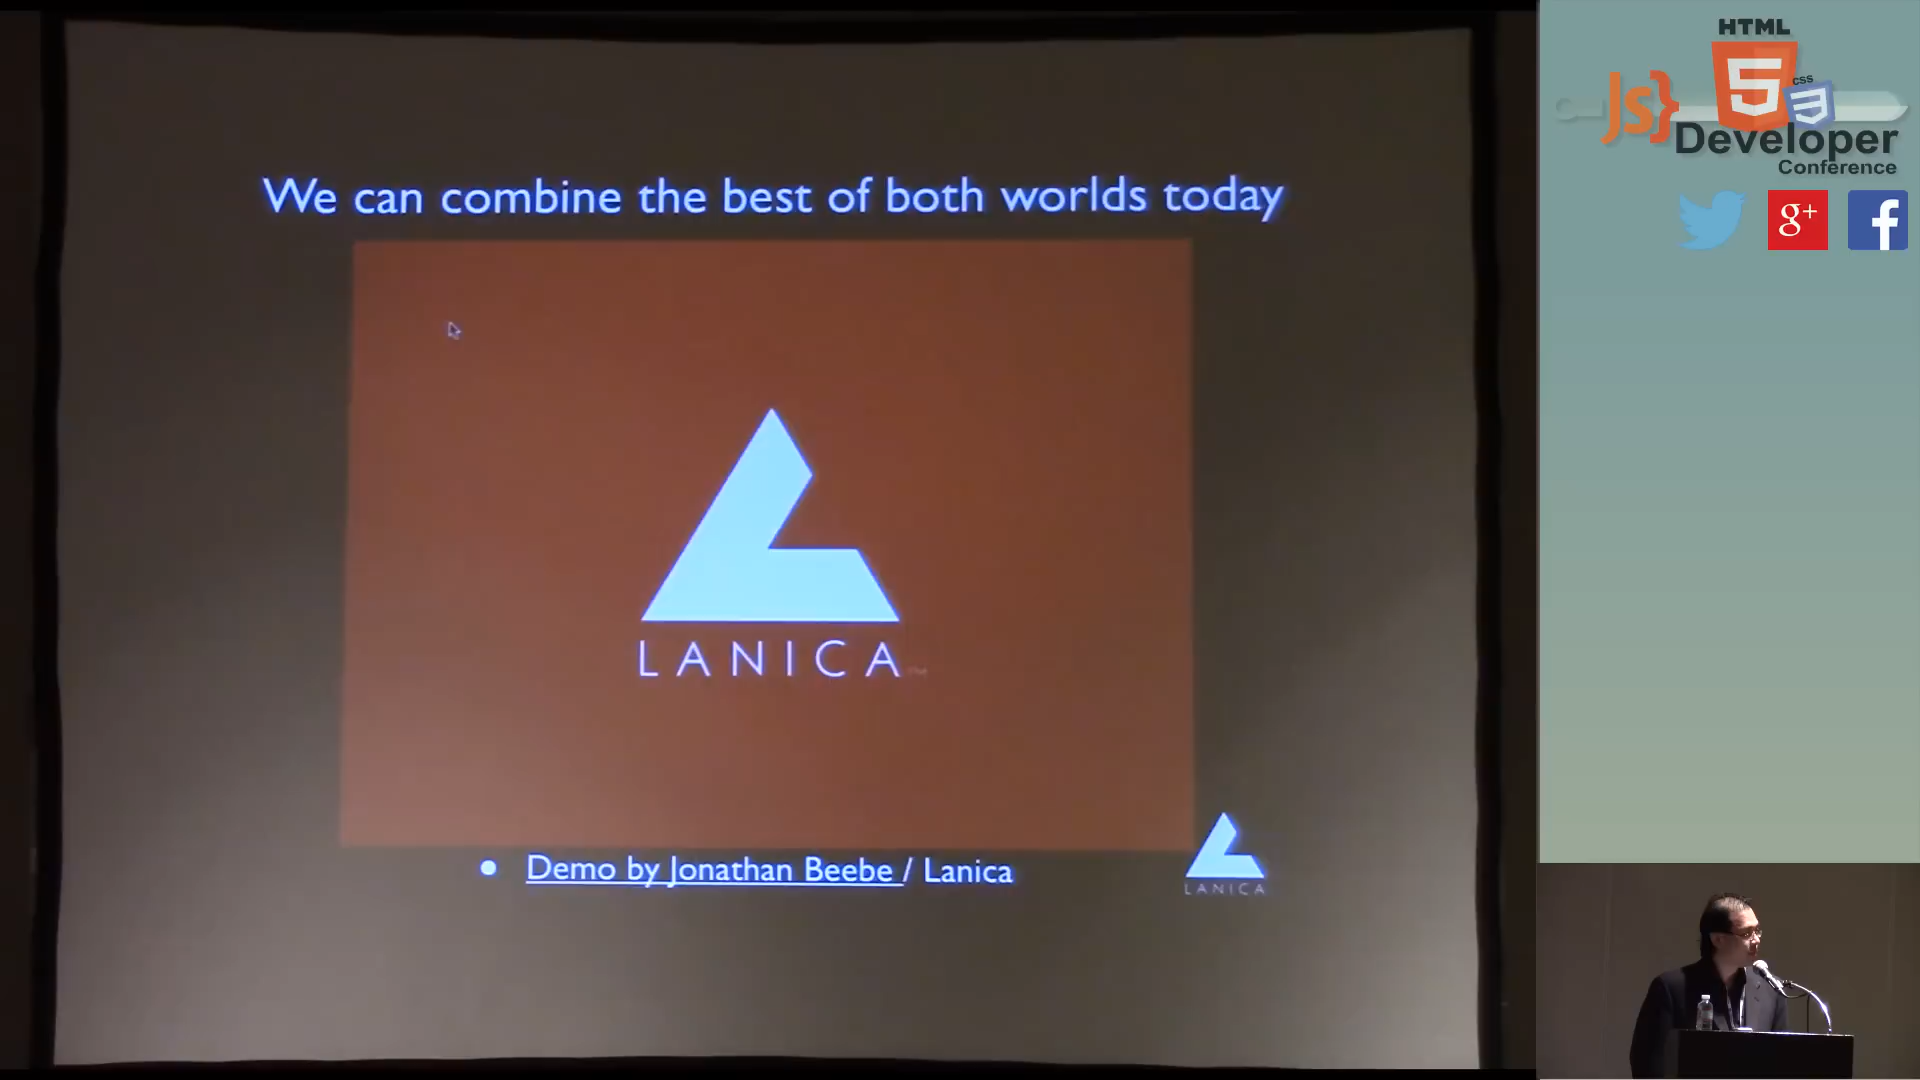 We can combine the best of both worlds today
LANICA
Demo by Jonathan Beebe / Lanica
LANICA
HTML
5
JS}
css
3
Developer
Conference
g+
f